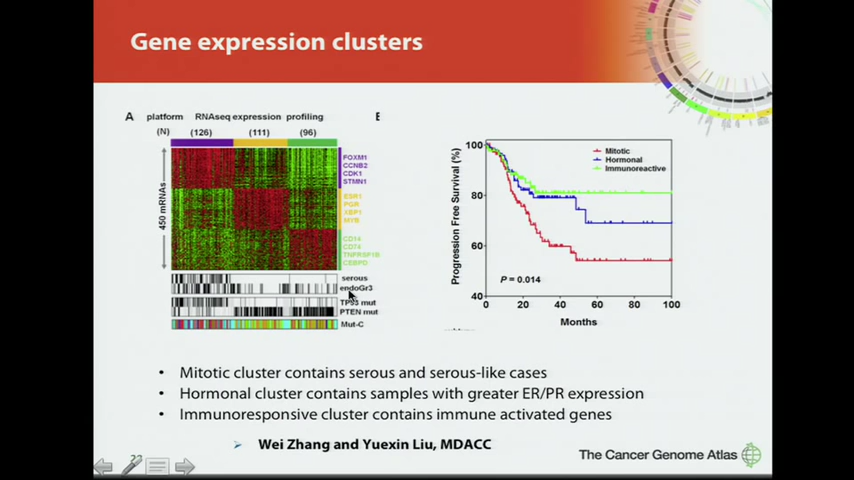 Gene expression clusters
A platform RNAseq expression profiling
(N) (126) (111) (96)
450 mRNAs
FOXM1
CCNB2
CDK1
STMN1
ESR1
PGR
XBP1
MYB
CD14
CD74
TNFRSF1B
CEBPD
serous
endoGr3
TP53 mut
PTEN mut
Mut-C
Progression Free Survival (%)
100
80
60
40
Mitotic
Hormonal
Immunoreactive
P = 0.014
0 20 40 60 80 100
Months
• Mitotic cluster contains serous and serous-like cases
• Hormonal cluster contains samples with greater ER/PR expression
• Immunoresponsive cluster contains immune activated genes
Wei Zhang and Yuexin Liu, MDACC
The Cancer Genome Atlas